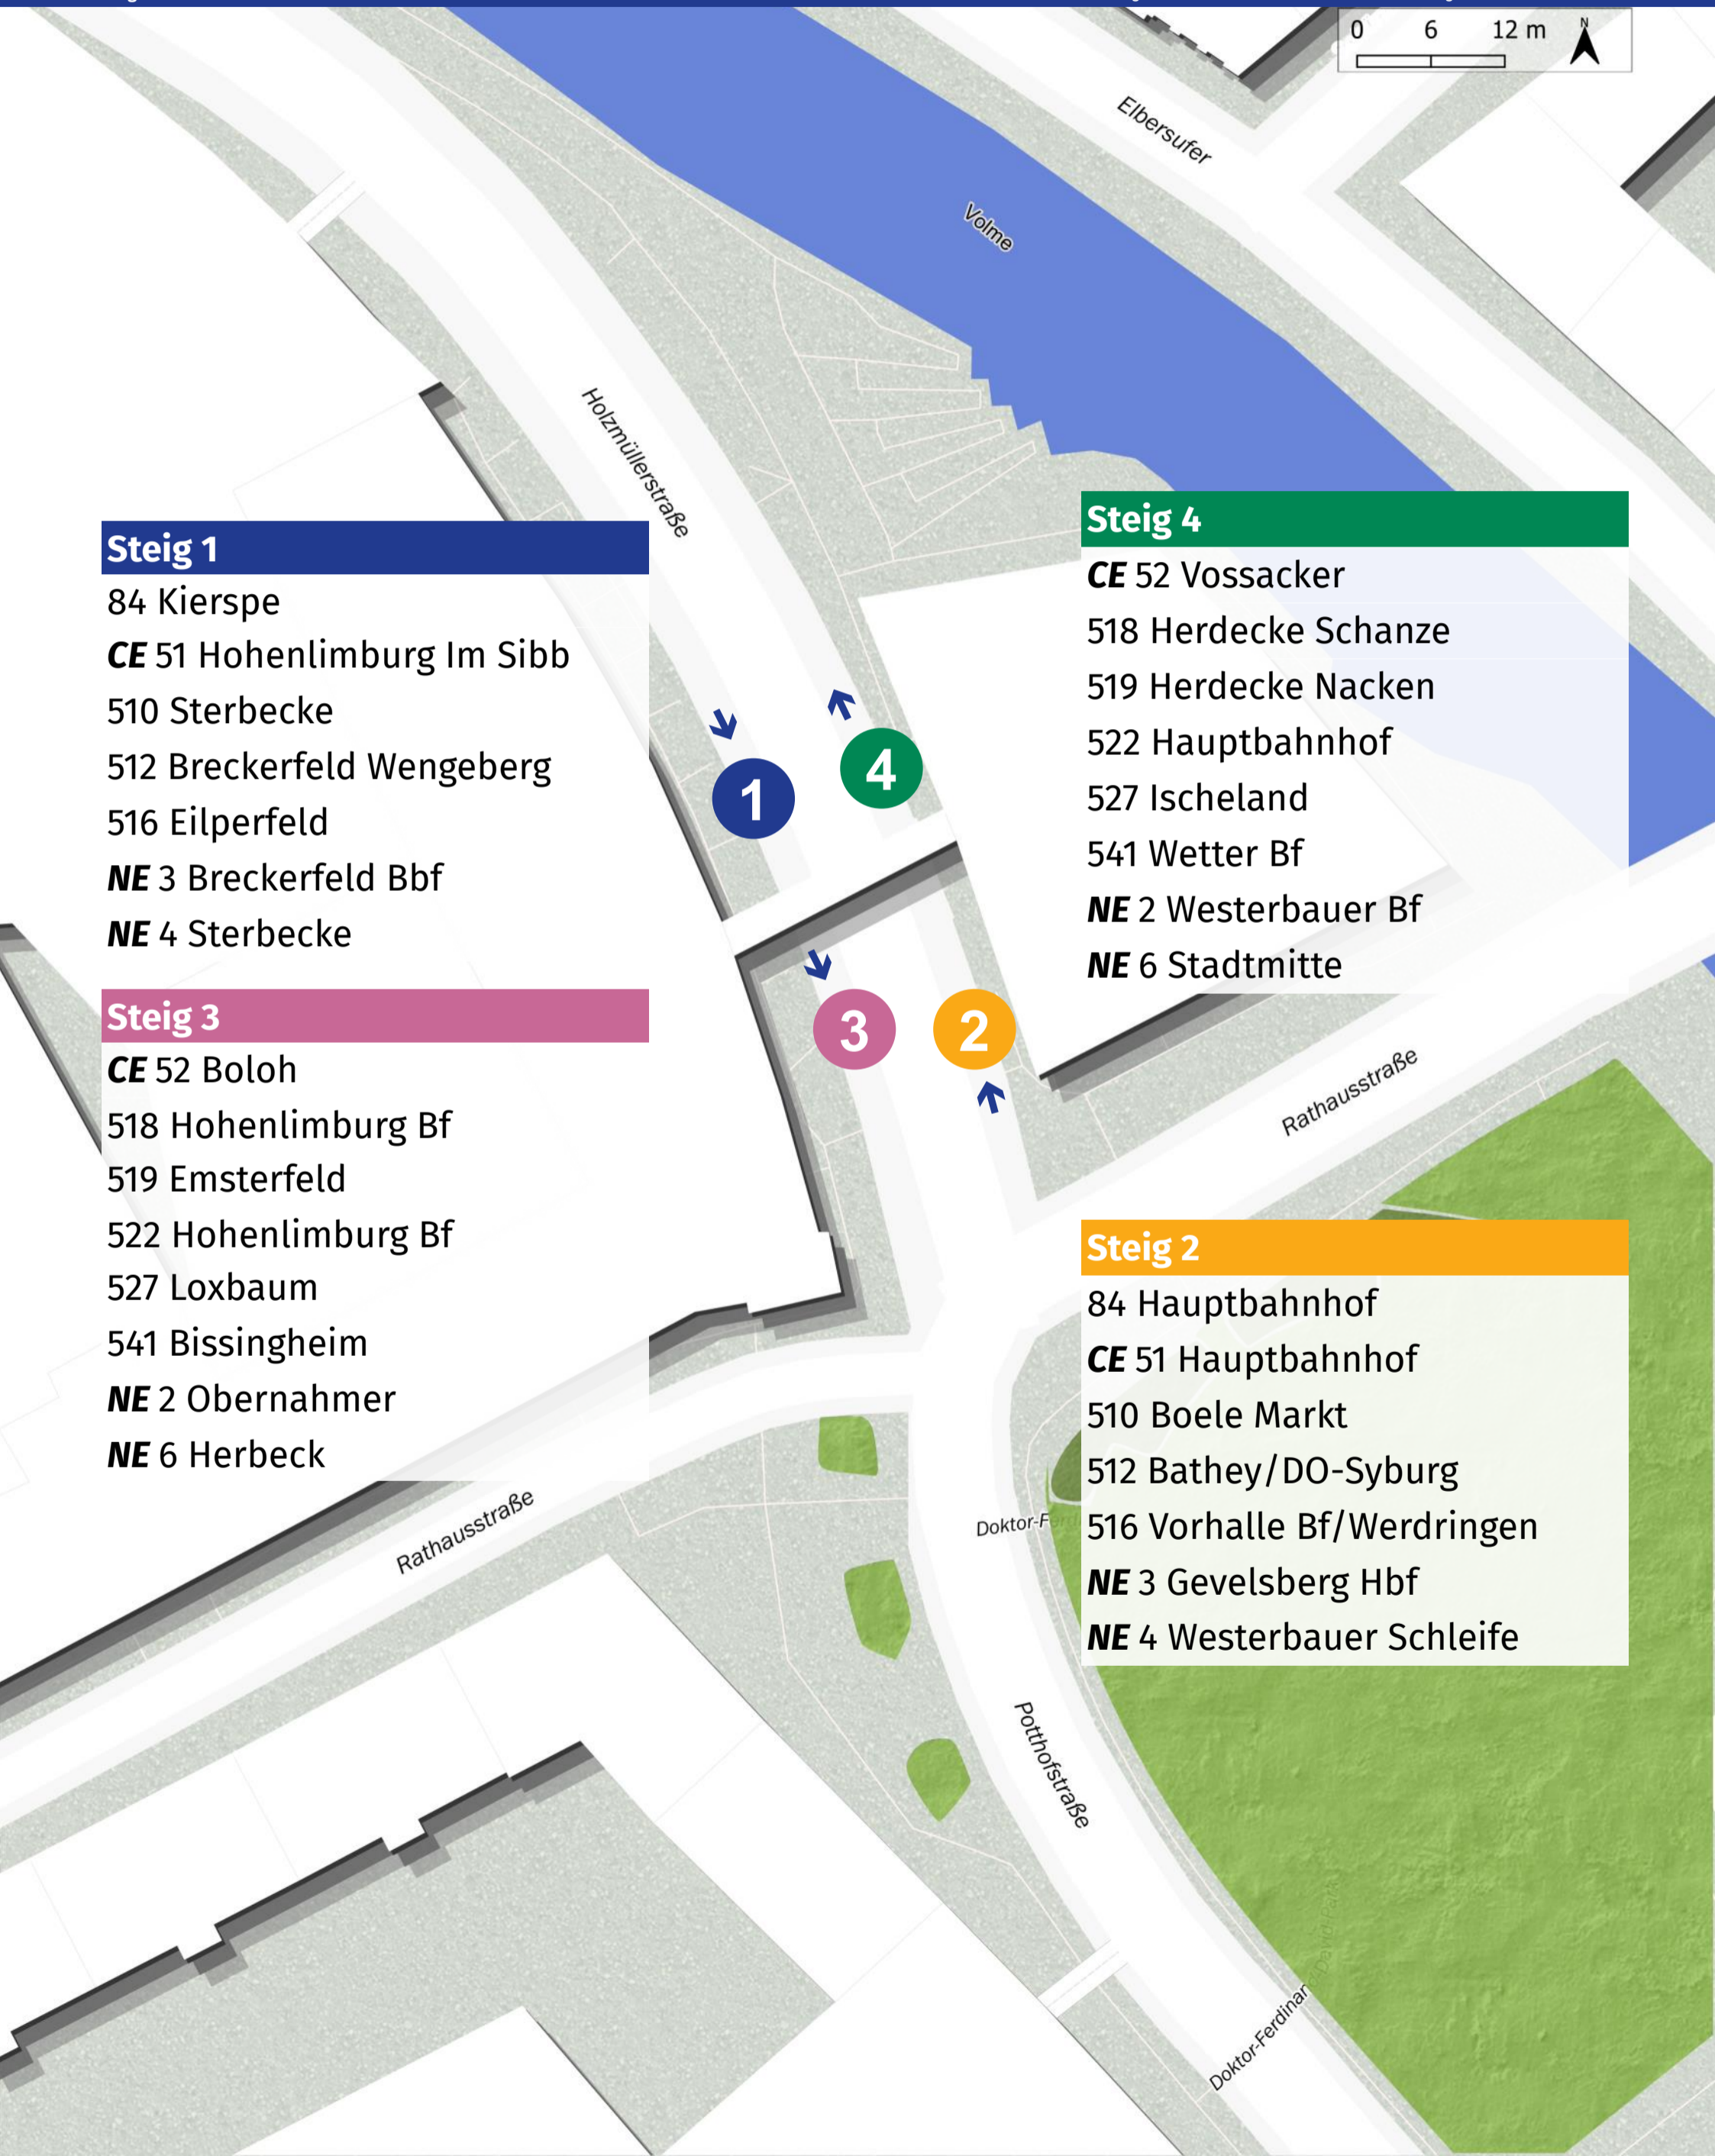 0 6 12 m N
Elbersufer
Volme
Holzmüllerstraße
Steig 1
84 Kierspe
CE 51 Hohenlimburg Im Sibb
510 Sterbecke
512 Breckerfeld Wengeberg
516 Eilperfeld
NE 3 Breckerfeld Bbf
NE 4 Sterbecke
Steig 4
CE 52 Vossacker
518 Herdecke Schanze
519 Herdecke Nacken
522 Hauptbahnhof
527 Ischeland
541 Wetter Bf
NE 2 Westerbauer Bf
NE 6 Stadtmitte
1
4
3
2
Steig 3
CE 52 Boloh
518 Hohenlimburg Bf
519 Emsterfeld
522 Hohenlimburg Bf
527 Loxbaum
541 Bissingheim
NE 2 Obernahmer
NE 6 Herbeck
Rathausstraße
Steig 2
84 Hauptbahnhof
CE 51 Hauptbahnhof
510 Boele Markt
512 Bathey/DO-Syburg
516 Vorhalle Bf/Werdringen
NE 3 Gevelsberg Hbf
NE 4 Westerbauer Schleife
Rathausstraße
Doktor-F
Potthofstraße
Doktor-Ferdinan